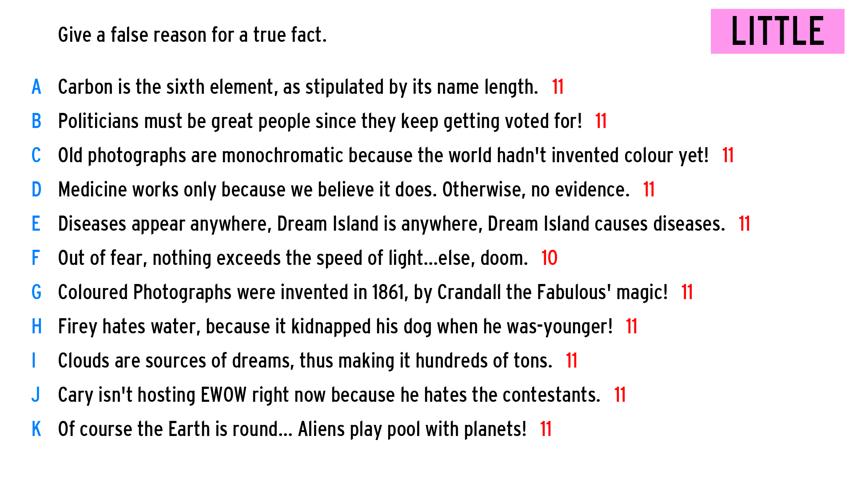 Give a false reason for a true fact.
LITTLE
A Carbon is the sixth element, as stipulated by its name length. 11
B Politicians must be great people since they keep getting voted for! 11
C Old photographs are monochromatic because the world hadn't invented colour yet! 11
D Medicine works only because we believe it does. Otherwise, no evidence. 11
E Diseases appear anywhere, Dream Island is anywhere, Dream Island causes diseases. 11
F Out of fear, nothing exceeds the speed of light...else, doom. 10
G Coloured Photographs were invented in 1861, by Crandall the Fabulous' magic! 11
H Firey hates water, because it kidnapped his dog when he was-younger! 11
I Clouds are sources of dreams, thus making it hundreds of tons. 11
J Cary isn't hosting EWOW right now because he hates the contestants. 11
K Of course the Earth is round... Aliens play pool with planets! 11